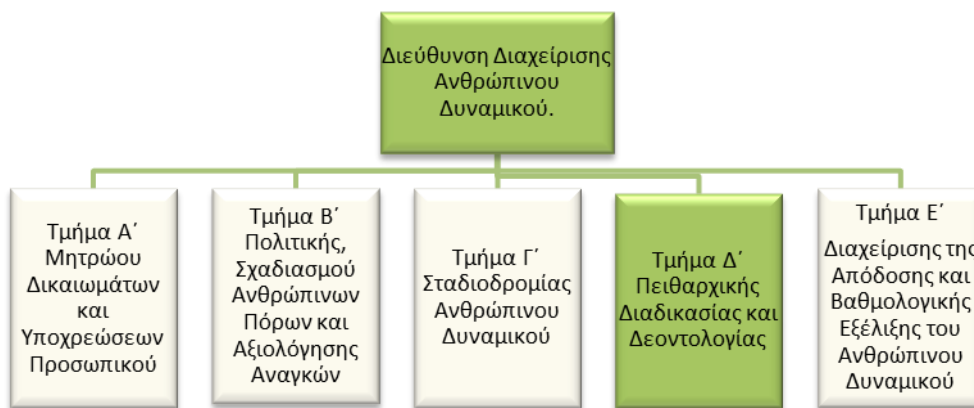 Διεύθυνση Διαχείρισης
Ανθρώπινου
Δυναμικού.
Τμήμα Α΄
Μητρώου
Δικαιωμάτων
και
Υποχρεώσεων
Προσωπικού
Τμήμα Β΄
Πολιτικής,
Σχαδιασμού
Ανθρώπινων
Πόρων και
Αξιολόγησης
Αναγκών
Τμήμα Γ΄
Σταδιοδρομίας
Ανθρώπινου
Δυναμικού
Τμήμα Δ΄
Πειθαρχικής
Διαδικασίας και
Δεοντολογίας
Τμήμα Ε΄
Διαχείρισης της
Απόδοσης και
Βαθμολογικής
Εξέλιξης του
Ανθρώπινου
Δυναμικού